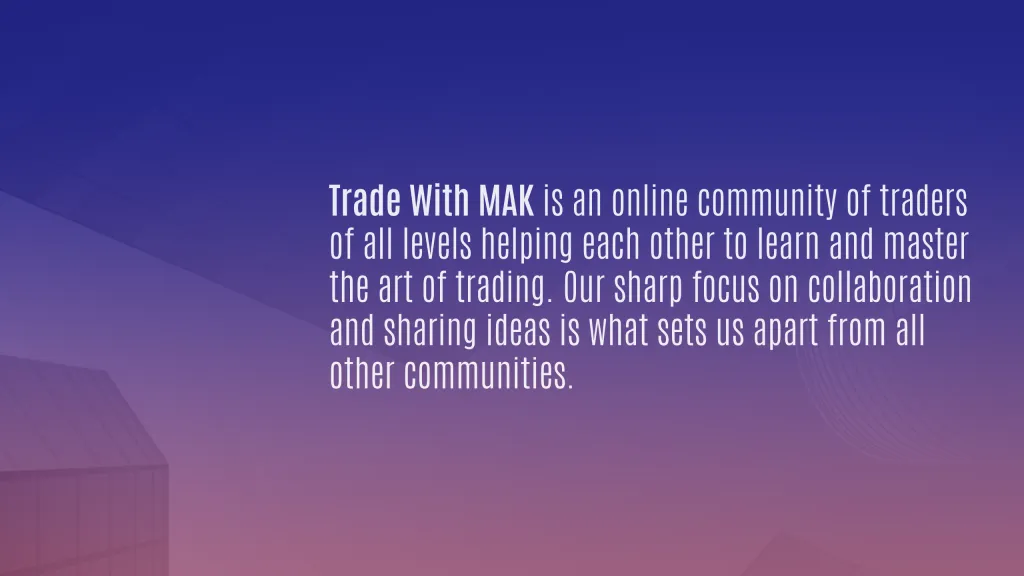 Trade With MAK is an online community of traders
of all levels helping each other to learn and master
the art of trading. Our sharp focus on collaboration
and sharing ideas is what sets us apart from all
other communities.